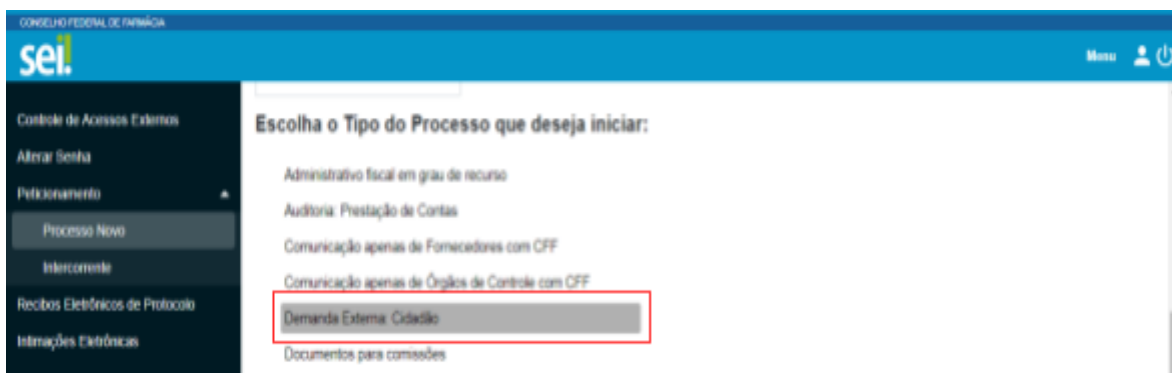 CONSELHO FEDERAL DE FARMÁCIA
sei!
Menu
Controle de Acessos Externos
Alterar Senha
Peticionamento
Processo Novo
Intercorrente
Recibos Eletrônicos de Protocolo
Intimações Eletrônicas
Escolha o Tipo do Processo que deseja iniciar:
Administrativo fiscal em grau de recurso
Auditoria: Prestação de Contas
Comunicação apenas de Fornecedores com CFF
Comunicação apenas de Órgãos de Controle com CFF
Demanda Externa: Cidadão
Documentos para comissões